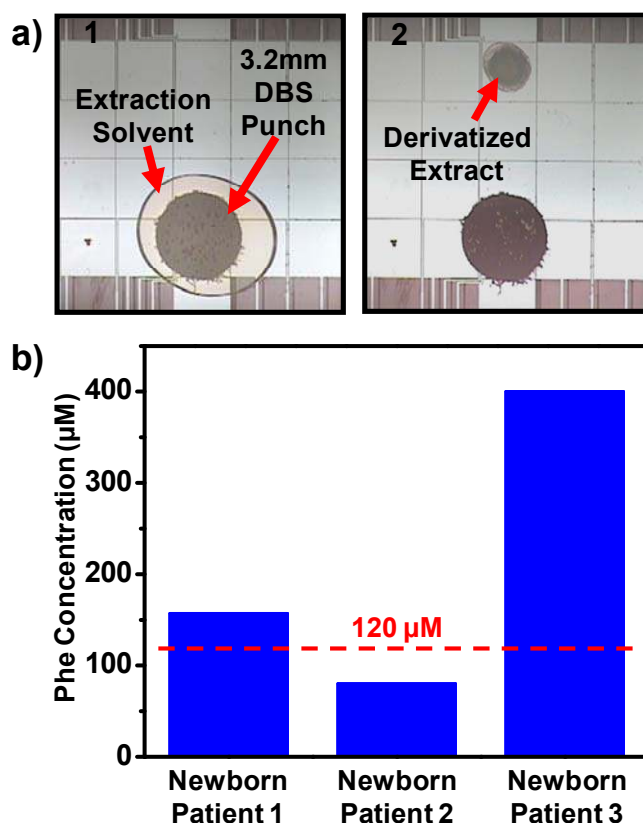 a)
1
Extraction
Solvent
3.2mm
DBS
Punch
2
Derivatized
Extract
b)
Phe Concentration (µM)
400
300
200
100
0
120 µM
Newborn
Patient 1
Newborn
Patient 2
Newborn
Patient 3